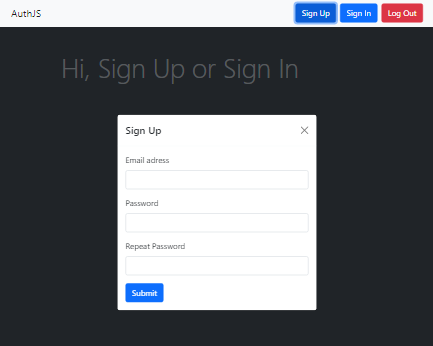 AuthJS
Sign Up Sign In Log Out
Hi, Sign Up or Sign In
Sign Up
Email adress
Password
Repeat Password
Submit